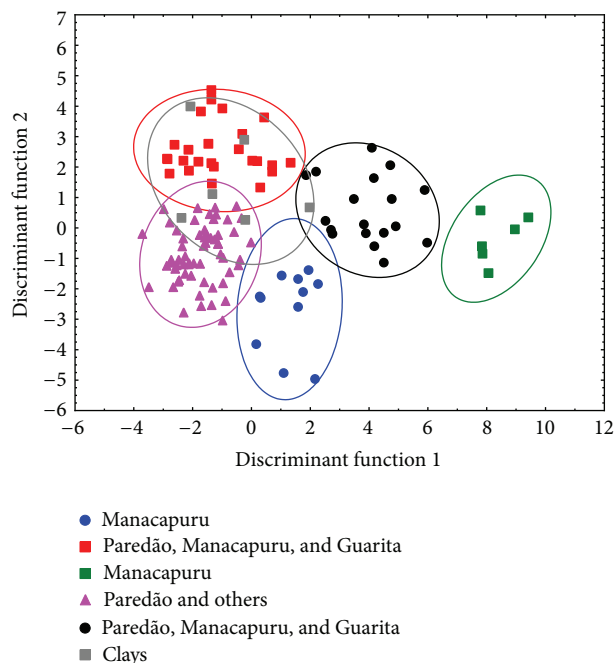 7
6
5
4
3
2
1
0
−1
−2
−3
−4
−5
−6
Discriminant function 2
−6 −4 −2 0 2 4 6 8 10 12
Discriminant function 1
Manacapuru
Paredão, Manacapuru, and Guarita
Manacapuru
Paredão and others
Paredão, Manacapuru, and Guarita
Clays